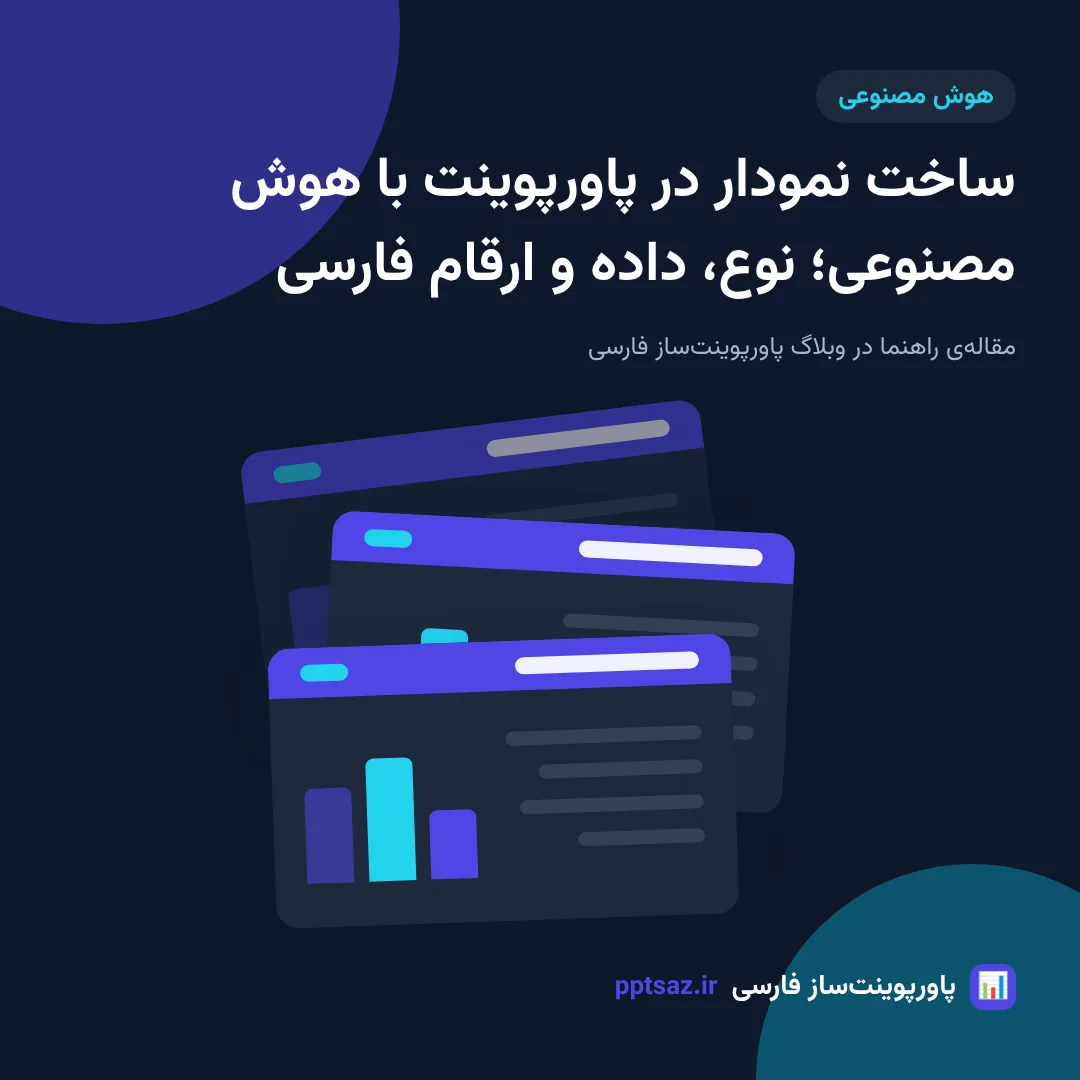 هوش مصنوعی
ساخت نمودار در پاورپوینت با هوش
مصنوعی؛ نوع، داده و ارقام فارسی
مقاله‌ی راهنما در وبلاگ پاورپوینت‌ساز فارسی
پاورپوینت‌ساز فارسی pptsaz.ir